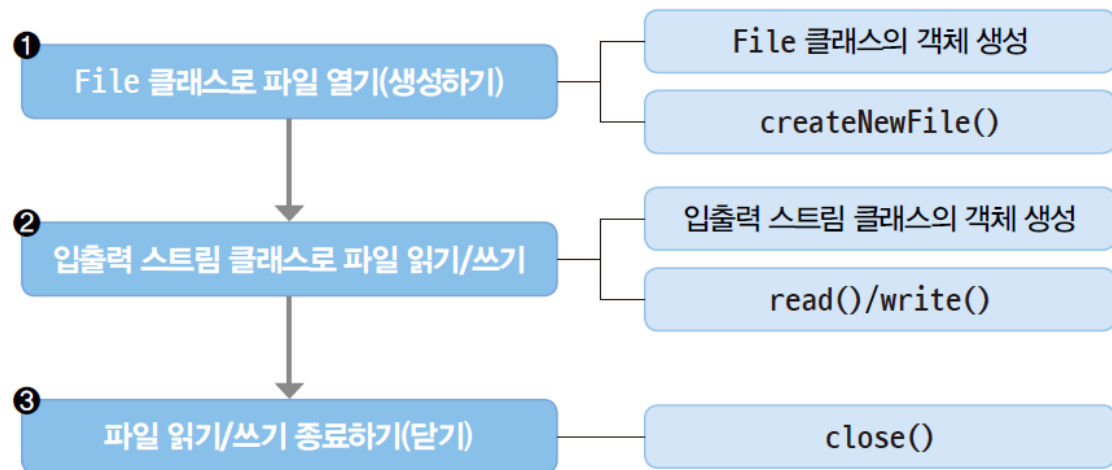 ❶
File 클래스로 파일 열기(생성하기)
File 클래스의 객체 생성
createNewFile()
❷
입출력 스트림 클래스로 파일 읽기/쓰기
입출력 스트림 클래스의 객체 생성
read()/write()
❸
파일 읽기/쓰기 종료하기(닫기)
close()